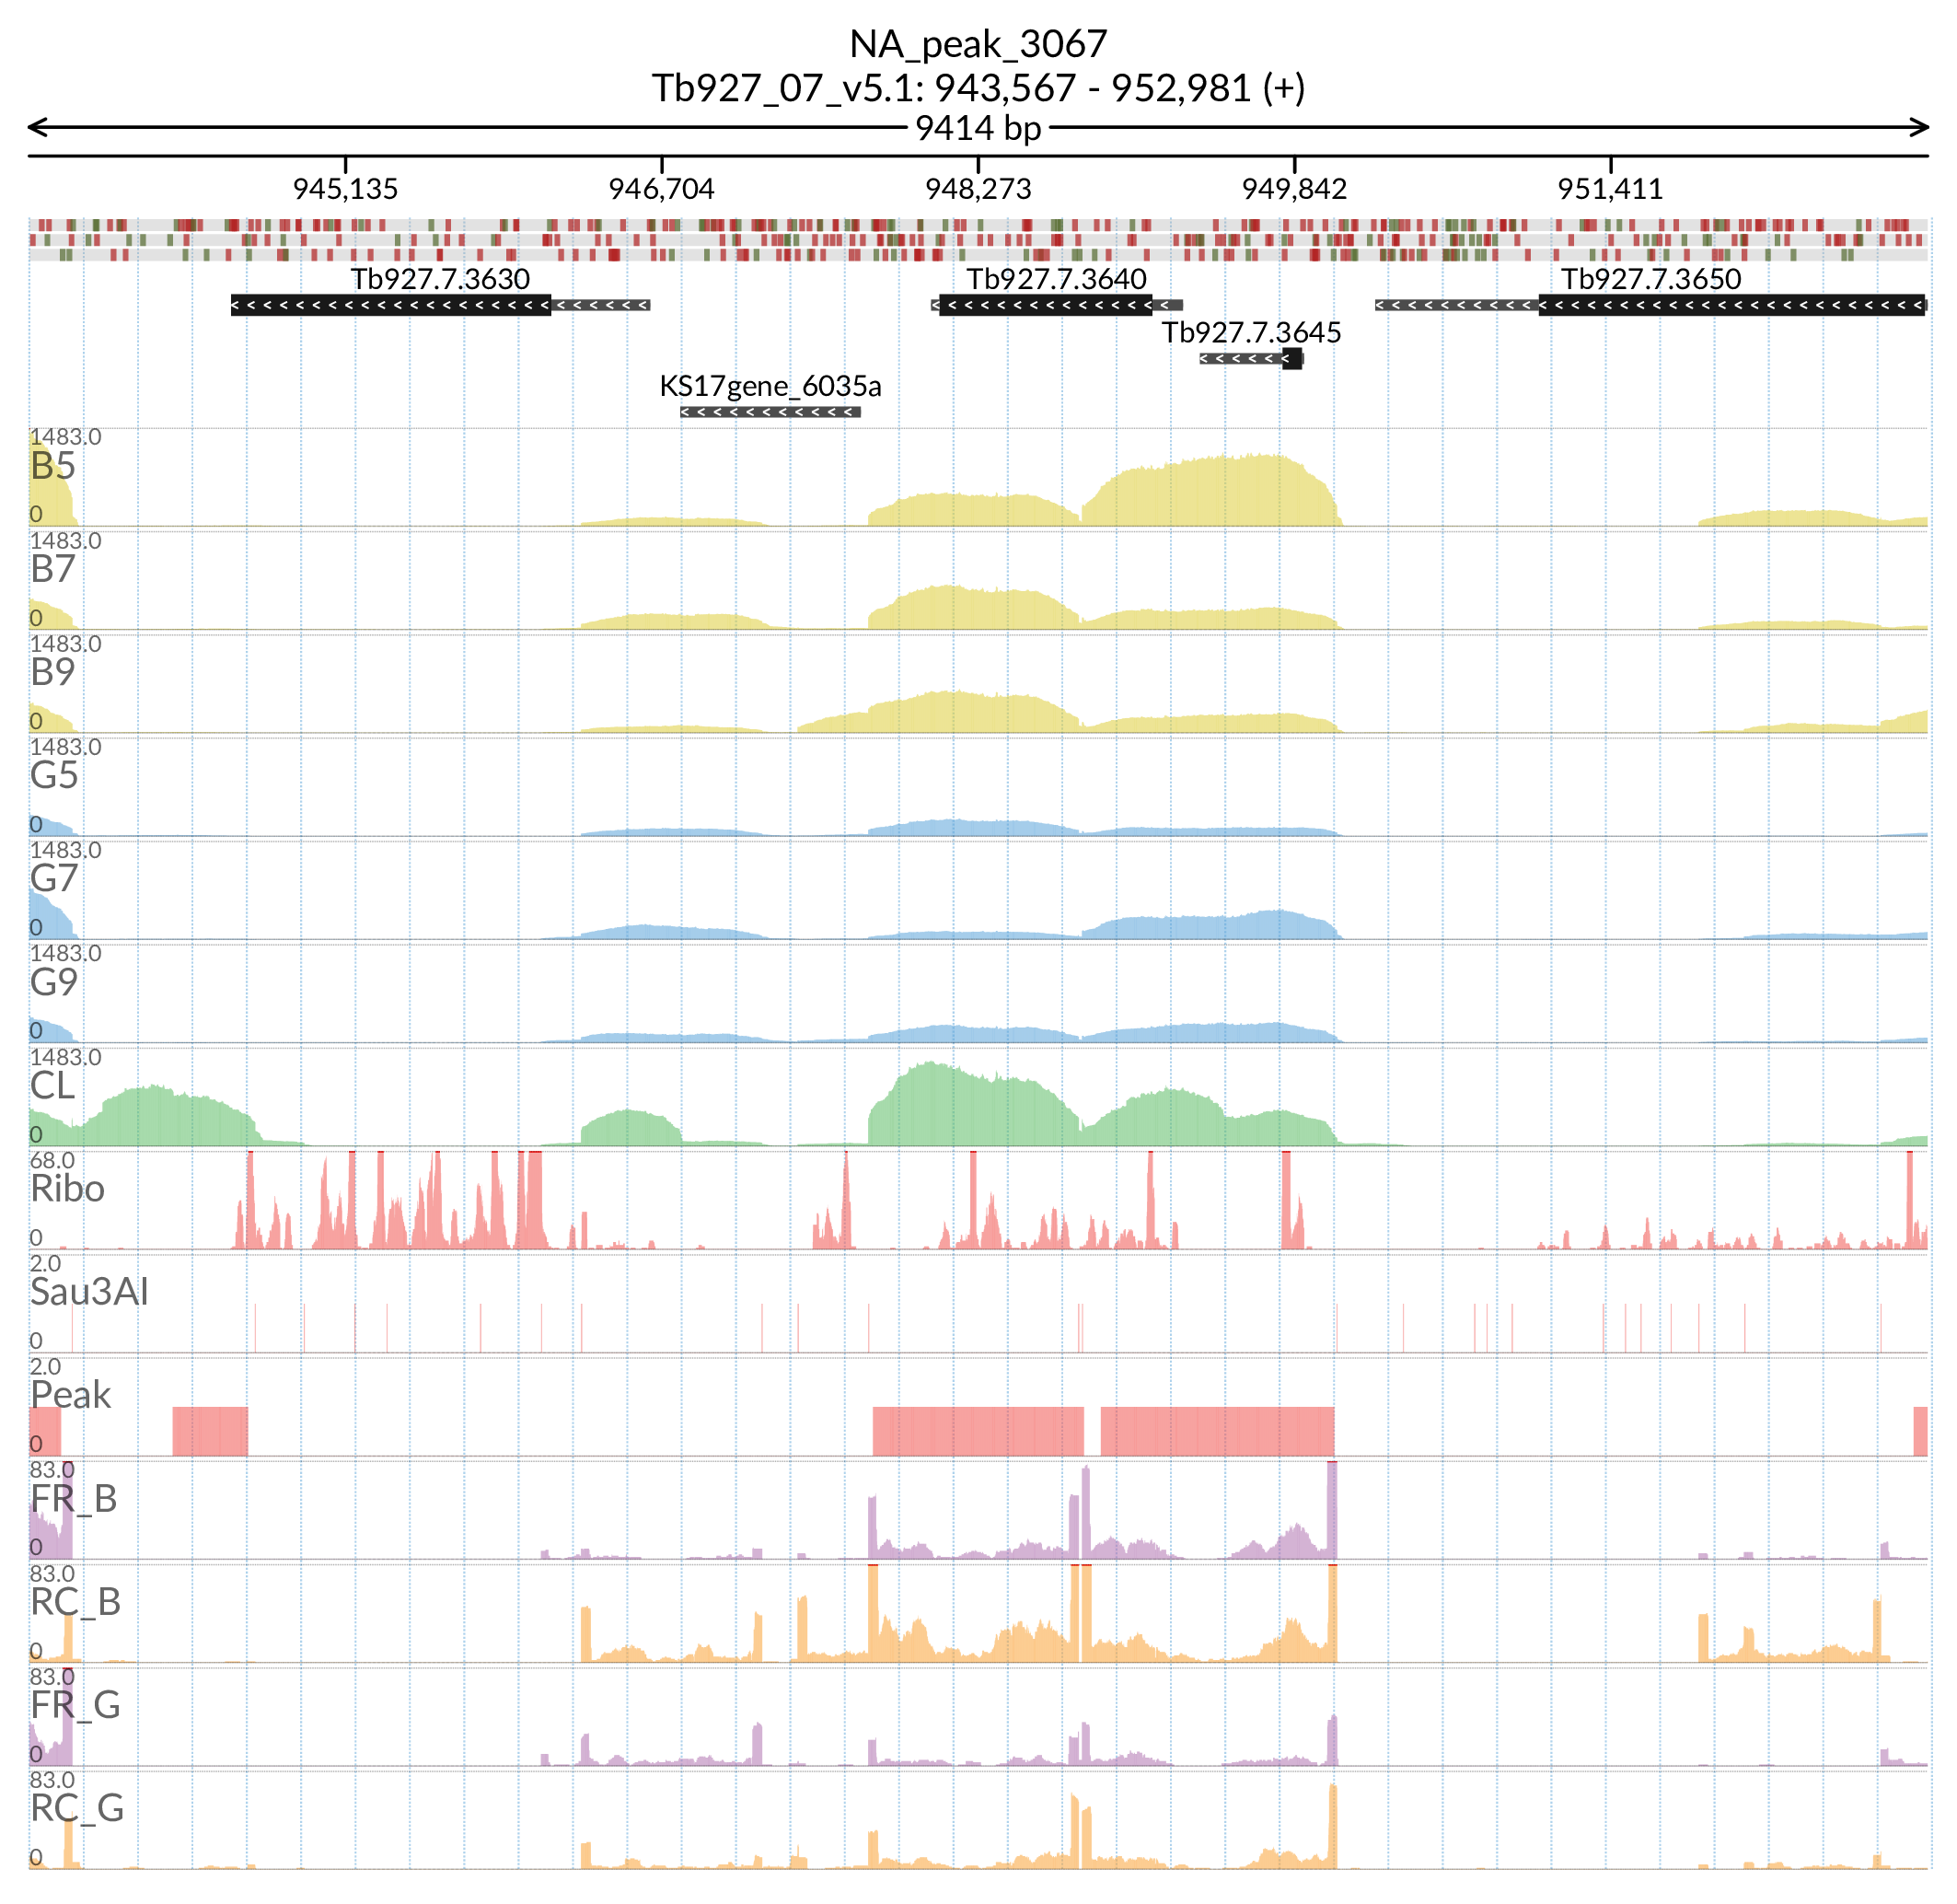 NA_peak_3067
Tb927_07_v5.1: 943,567 - 952,981 (+)
9414 bp
945,135 946,704 948,273 949,842 951,411
Tb927.7.3630 Tb927.7.3640 Tb927.7.3650
Tb927.7.3645
KS17gene_6035a
1483.0
B5
0
1483.0
B7
0
1483.0
B9
0
1483.0
G5
0
1483.0
G7
0
1483.0
G9
0
1483.0
CL
0
68.0
Ribo
0
2.0
Sau3AI
0
2.0
Peak
0
83.0
FR_B
0
83.0
RC_B
0
83.0
FR_G
0
83.0
RC_G
0